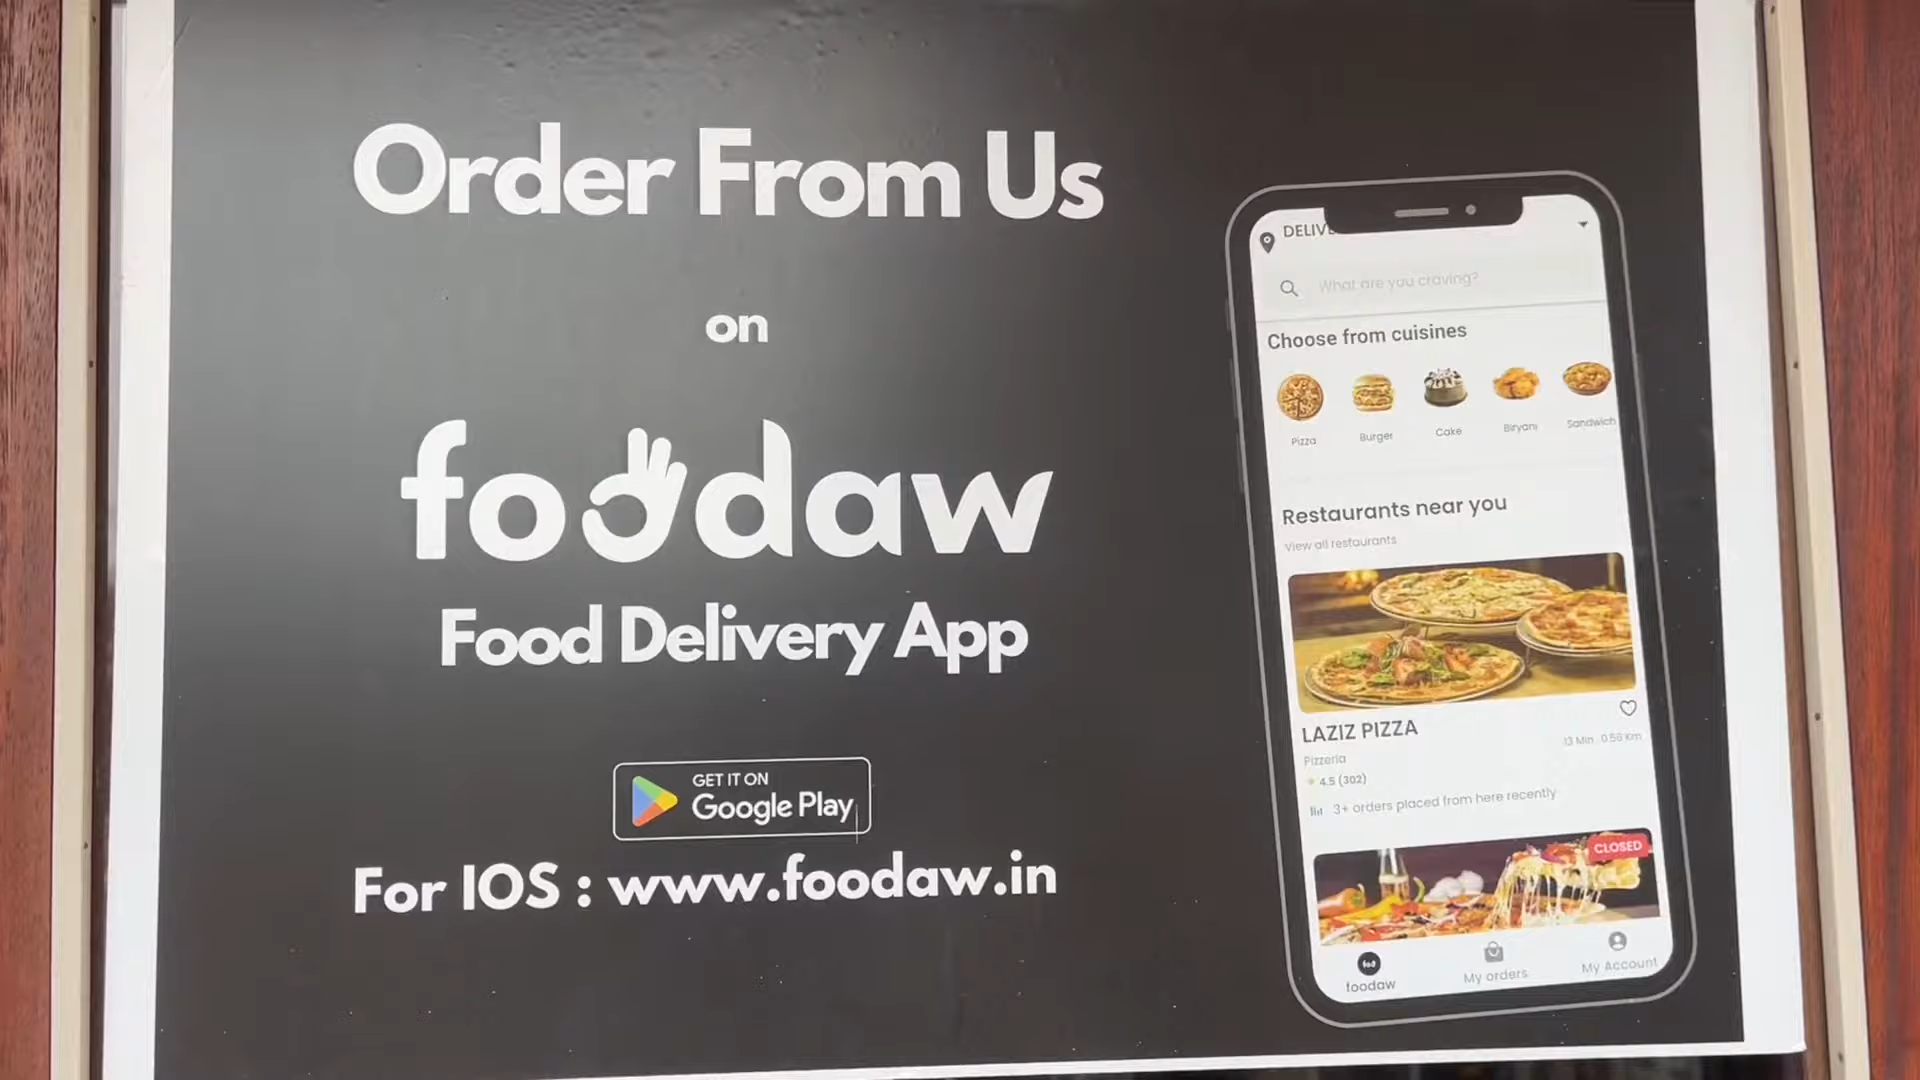 Order From Us
on
foodaw
Food Delivery App
GET IT ON
Google Play
For IOS : www.foodaw.in
What are you craving?
Choose from cuisines
Pizza
Burger
Cake
Biryani
Sandwich
Restaurants near you
View all restaurants
LAZIZ PIZZA
13 Min . 0.56 Km
Pizzeria
4.5 (302)
3+ orders placed from here recently
CLOSED
foodaw
My orders
My Account